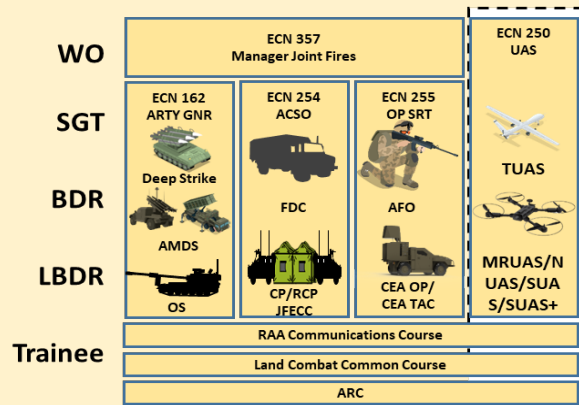 WO
ECN 357
Manager Joint Fires
ECN 250
UAS
SGT
ECN 162
ARTY GNR
Deep Strike
ECN 254
ACSO
ECN 255
OP SRT
TUAS
BDR
AMDS
FDC
AFO
LBDR
OS
CP/RCP
JFECC
CEA OP/
CEA TAC
MRUAS/N
UAS/SUA
S/SUAS+
Trainee
RAA Communications Course
Land Combat Common Course
ARC